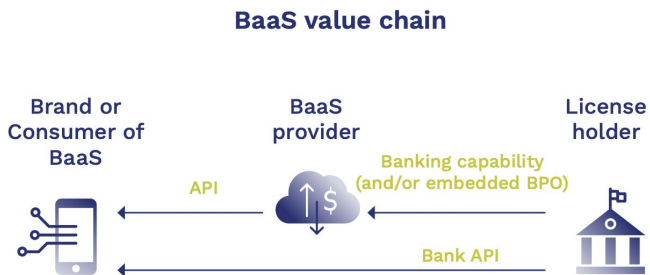 BaaS value chain
Brand or
Consumer of
BaaS
BaaS
provider
License
holder
API
Banking capability
(and/or embedded BPO)
$
Bank API